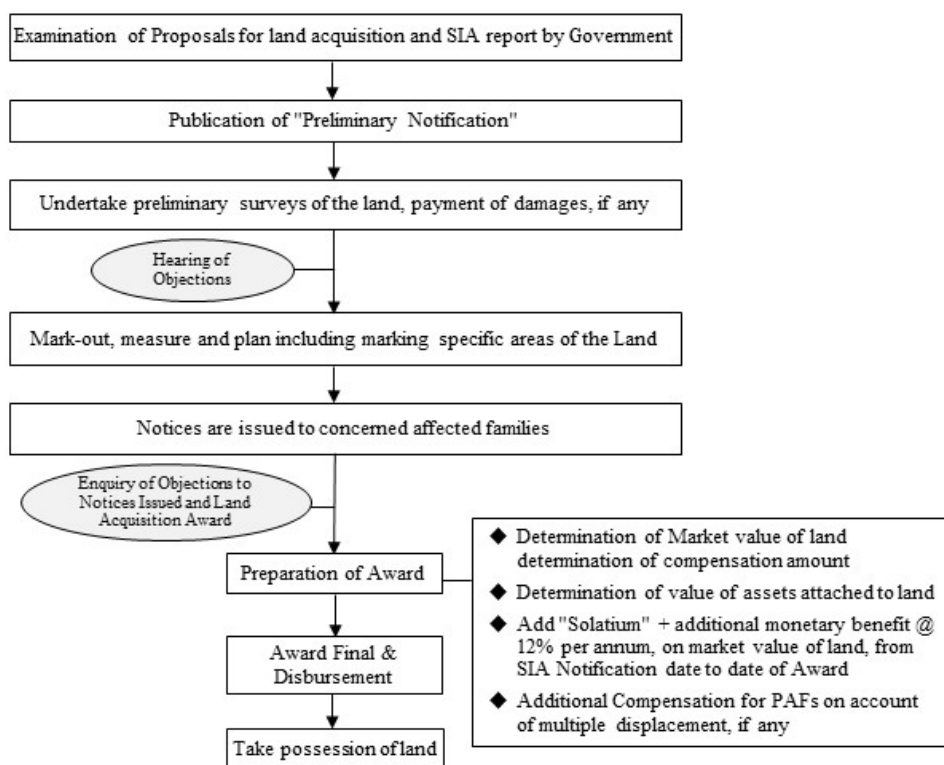 Examination of Proposals for land acquisition and SIA report by Government
Publication of "Preliminary Notification"
Undertake preliminary surveys of the land, payment of damages, if any
Hearing of
Objections
Mark-out, measure and plan including marking specific areas of the Land
Notices are issued to concerned affected families
Enquiry of Objections to
Notices Issued and Land
Acquisition Award
Preparation of Award
◆ Determination of Market value of land
determination of compensation amount
◆ Determination of value of assets attached to land
◆ Add "Solatium" + additional monetary benefit @
12% per annum, on market value of land, from
SIA Notification date to date of Award
◆ Additional Compensation for PAFs on account
of multiple displacement, if any
Award Final &
Disbursement
Take possession of land